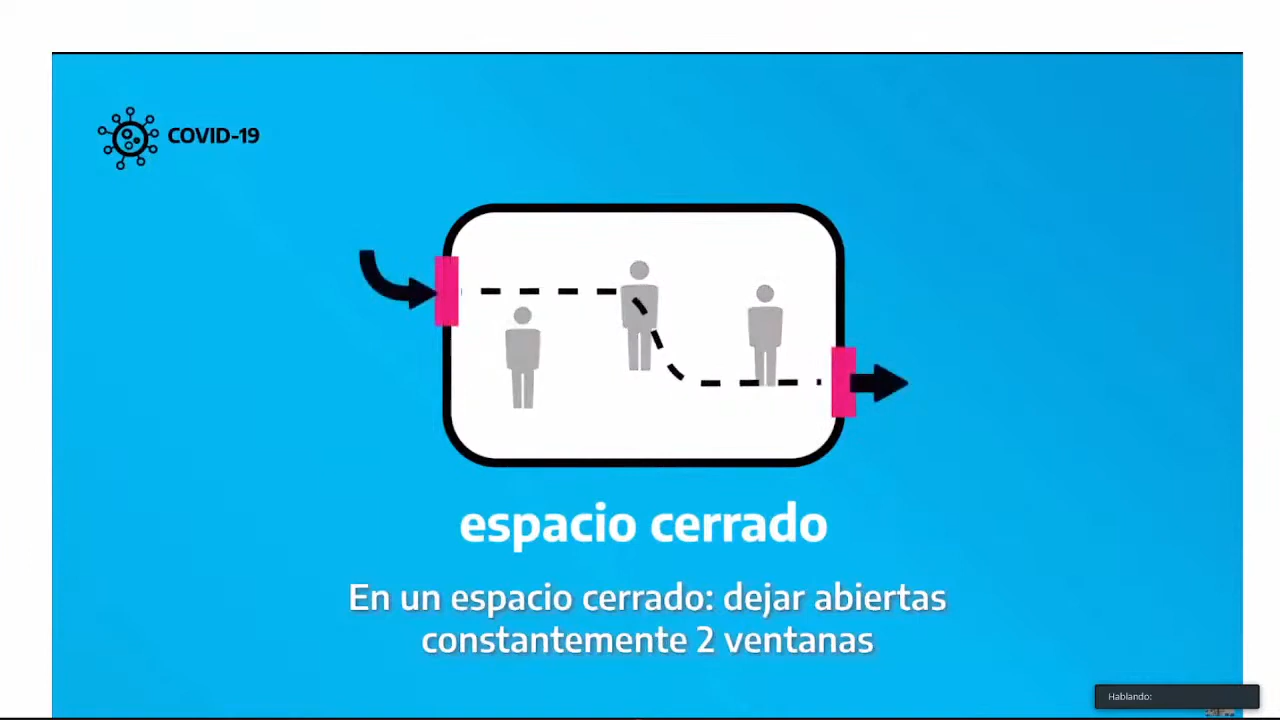 COVID-19
espacio cerrado
En un espacio cerrado: dejar abiertas
constantemente 2 ventanas
Hablando: